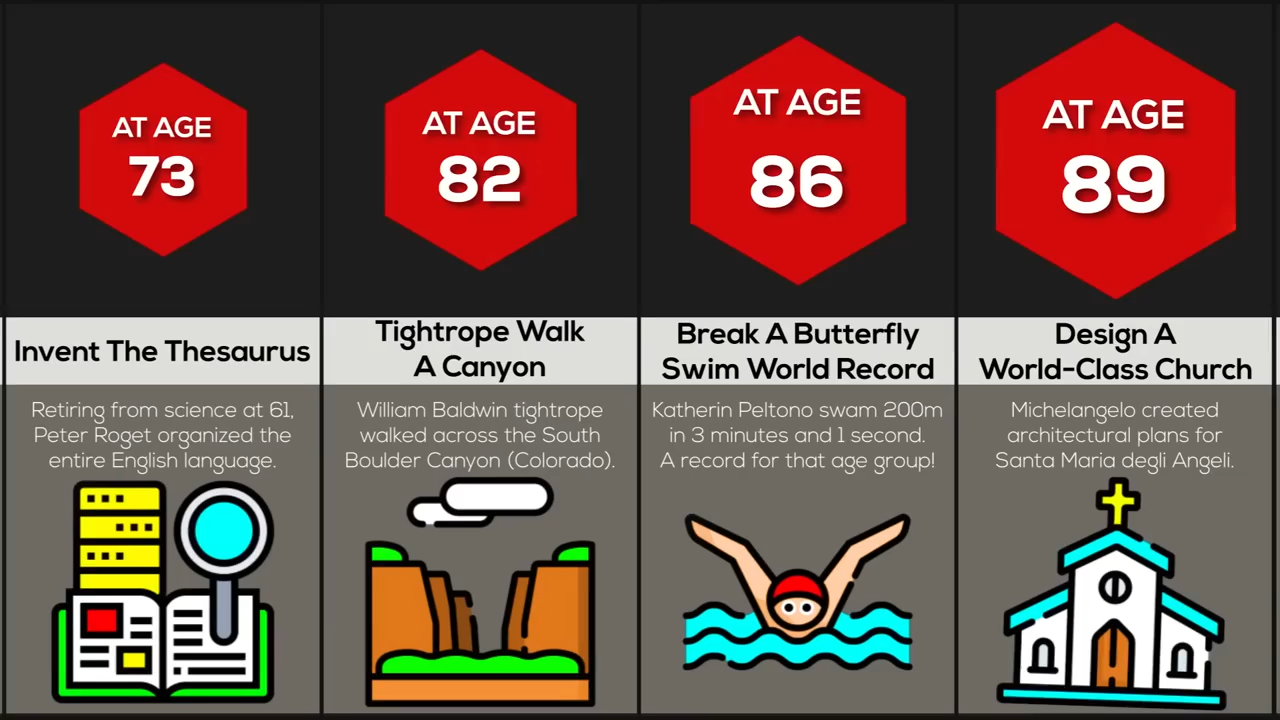 AT AGE
73
Invent The Thesaurus
Retiring from science at 61,
Peter Roget organized the
entire English language.
AT AGE
82
Tightrope Walk
A Canyon
William Baldwin tightrope
walked across the South
Boulder Canyon (Colorado).
AT AGE
86
Break A Butterfly
Swim World Record
Katherin Peltono swam 200m
in 3 minutes and 1 second.
A record for that age group!
AT AGE
89
Design A
World-Class Church
Michelangelo created
architectural plans for
Santa Maria degli Angeli.